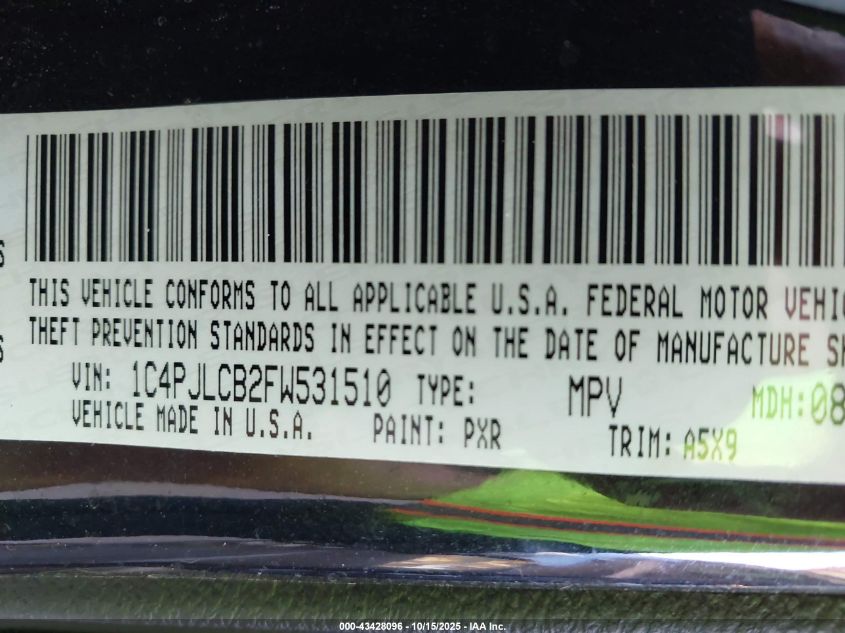 S
THIS VEHICLE CONFORMS TO ALL APPLICABLE U.S.A. FEDERAL MOTOR VEHIC
S
THEFT PREVENTION STANDARDS IN EFFECT ON THE DATE OF MANUFACTURE SH
VIN: 1C4PJLCB2FW531510 TYPE: MPV MDH:08
VEHICLE MADE IN U.S.A. PAINT: PXR TRIM: A5X9
000-43428096 - 10/15/2025 - IAA Inc.